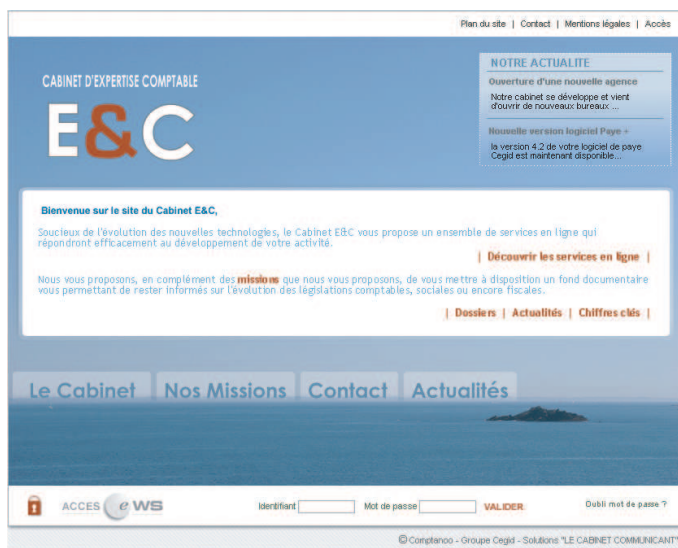 Plan du site | Contact | Mentions légales | Accès
CABINET D'EXPERTISE COMPTABLE
E&C
NOTRE ACTUALITE
Ouverture d'une nouvelle agence
Notre cabinet se développe et vient
d'ouvrir de nouveaux bureaux ...
Nouvelle version logiciel Paye +
la version 4.2 de votre logiciel de paye
Cegid est maintenant disponible...
Bienvenue sur le site du Cabinet E&C,
Soucieux de l'évolution des nouvelles technologies, le Cabinet E&C vous propose un ensemble de services en ligne qui
répondront efficacement au développement de votre activité.
| Découvrir les services en ligne |
Nous vous proposons, en complément des missions que nous vous proposons, de vous mettre à disposition un fond documentaire
vous permettant de rester informés sur l'évolution des législations comptables, sociales ou encore fiscales.
| Dossiers | Actualités | Chiffres clés |
Le Cabinet Nos Missions Contact Actualités
ACCES e WS Identifiant Mot de passe VALIDER Oubli mot de passe ?
© Comptanoo - Groupe Cegid - Solutions "LE CABINET COMMUNICANT"